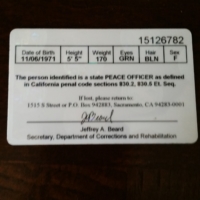 15126782
Date of Birth Height Weight Eyes Hair Sex
11/06/1971 5' 5" 170 GRN BLN F
The person identified is a state PEACE OFFICER as defined
in California penal code sections 830.2, 830.5 Et. Seq.
If lost, please return to:
1515 S Street or P.O. Box 942883, Sacramento, CA 94283-0001
Jeffrey A. Beard
Secretary, Department of Corrections and Rehabilitation